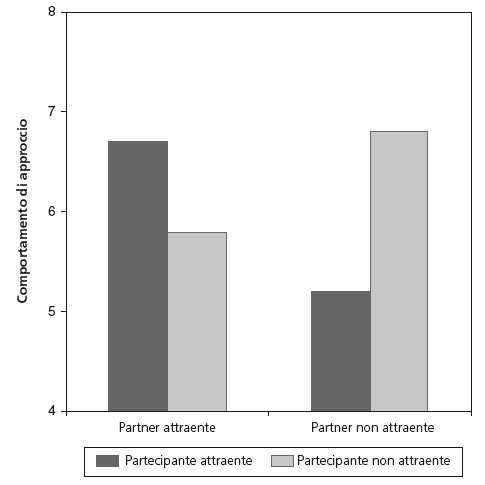 8
7
6
5
4
Comportamento di approccio
Partner attraente
Partner non attraente
Partecipante attraente
Partecipante non attraente